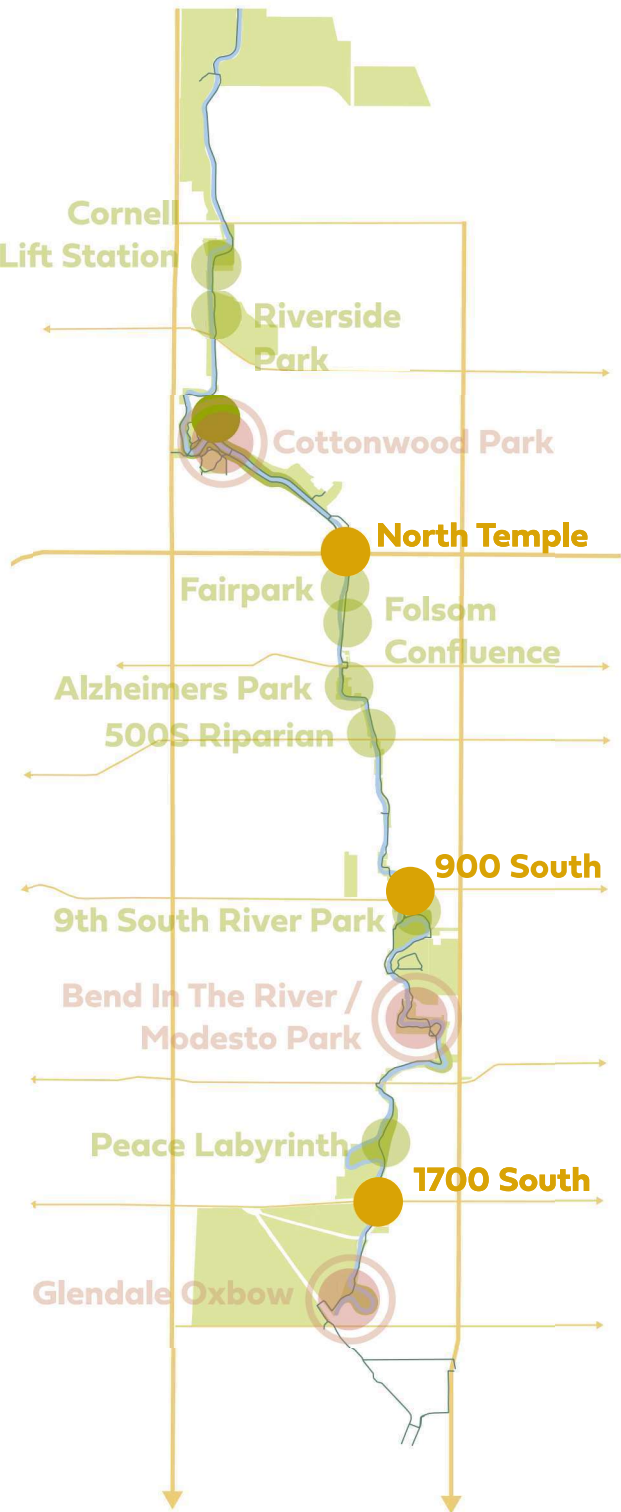 Cornell
Lift Station
Riverside
Park
Cottonwood Park
North Temple
Fairpark
Folsom
Confluence
Alzheimers Park
500S Riparian
900 South
9th South River Park
Bend In The River /
Modesto Park
Peace Labyrinth
1700 South
Glendale Oxbow